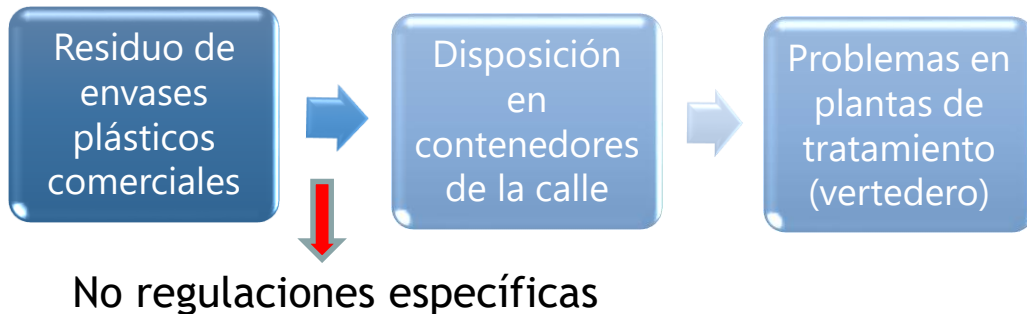 Residuo de
envases
plásticos
comerciales
Disposición
en
contenedores
de la calle
Problemas en
plantas de
tratamiento
(vertedero)
No regulaciones específicas